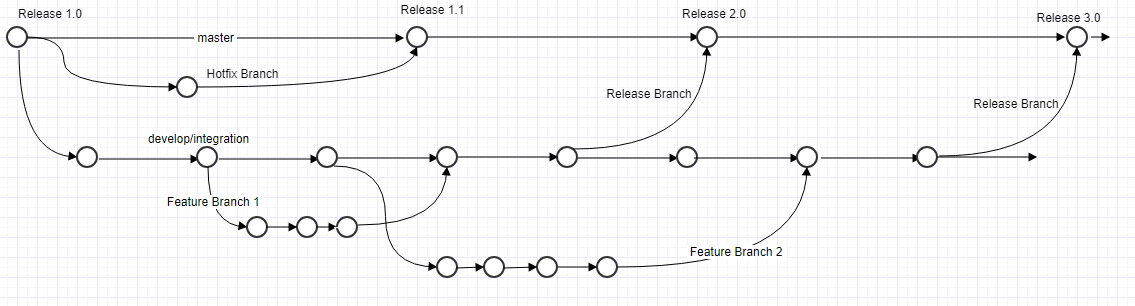 Release 1.0
Release 1.1
Release 2.0
Release 3.0
master
Hotfix Branch
Release Branch
Release Branch
develop/integration
Feature Branch 1
Feature Branch 2